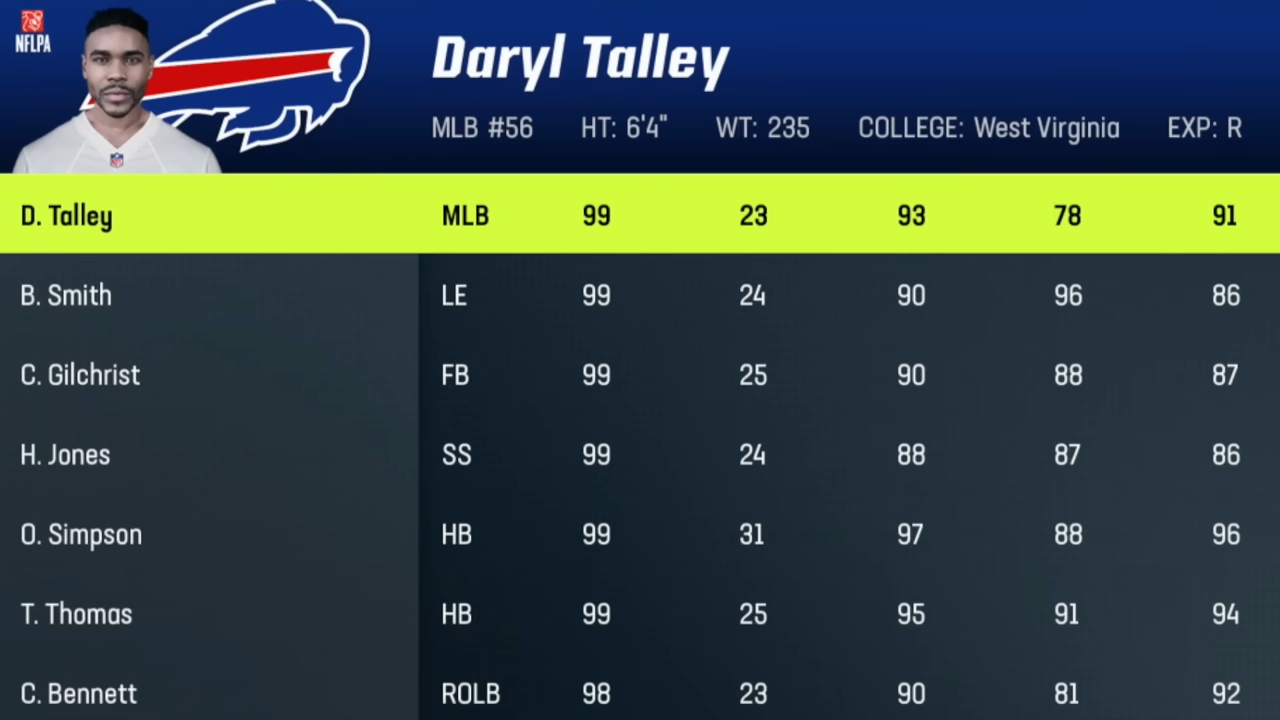 NFLPA
Daryl Talley
MLB #56 HT: 6'4" WT: 235 COLLEGE: West Virginia EXP: R
D. Talley MLB 99 23 93 78 91
B. Smith LE 99 24 90 96 86
C. Gilchrist FB 99 25 90 88 87
H. Jones SS 99 24 88 87 86
O. Simpson HB 99 31 97 88 96
T. Thomas HB 99 25 95 91 94
C. Bennett ROLB 98 23 90 81 92